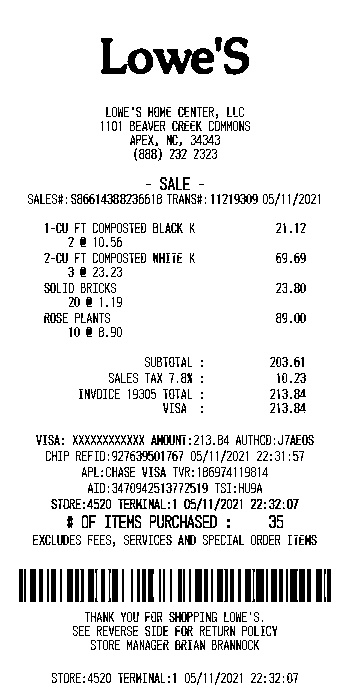 Lowe'S
LOWE'S HOME CENTER, LLC
1101 BEAVER CREEK COMMONS
APEX, NC, 34343
(888) 232 2323
- SALE -
SALES#: S86614388236618 TRANS#: 11219309 05/11/2021
1-CU FT COMPOSTED BLACK K 21.12
2 @ 10.56
2-CU FT COMPOSTED WHITE K 69.69
3 @ 23.23
SOLID BRICKS 23.80
20 @ 1.19
ROSE PLANTS 89.00
10 @ 8.90
SUBTOTAL : 203.61
SALES TAX 7.8% : 10.23
INVOICE 19305 TOTAL : 213.84
VISA : 213.84
VISA: XXXXXXXXXXXX AMOUNT:213.84 AUTHCD:J7AEOS
CHIP REFID:927639501767 05/11/2021 22:31:57
APL:CHASE VISA TVR:186974119814
AID:3470942513772519 TSI:HU9A
STORE:4520 TERMINAL:1 05/11/2021 22:32:07
# OF ITEMS PURCHASED : 35
EXCLUDES FEES, SERVICES AND SPECIAL ORDER ITEMS
THANK YOU FOR SHOPPING LOWE'S.
SEE REVERSE SIDE FOR RETURN POLICY
STORE MANAGER BRIAN BRANNOCK
STORE:4520 TERMINAL:1 05/11/2021 22:32:07